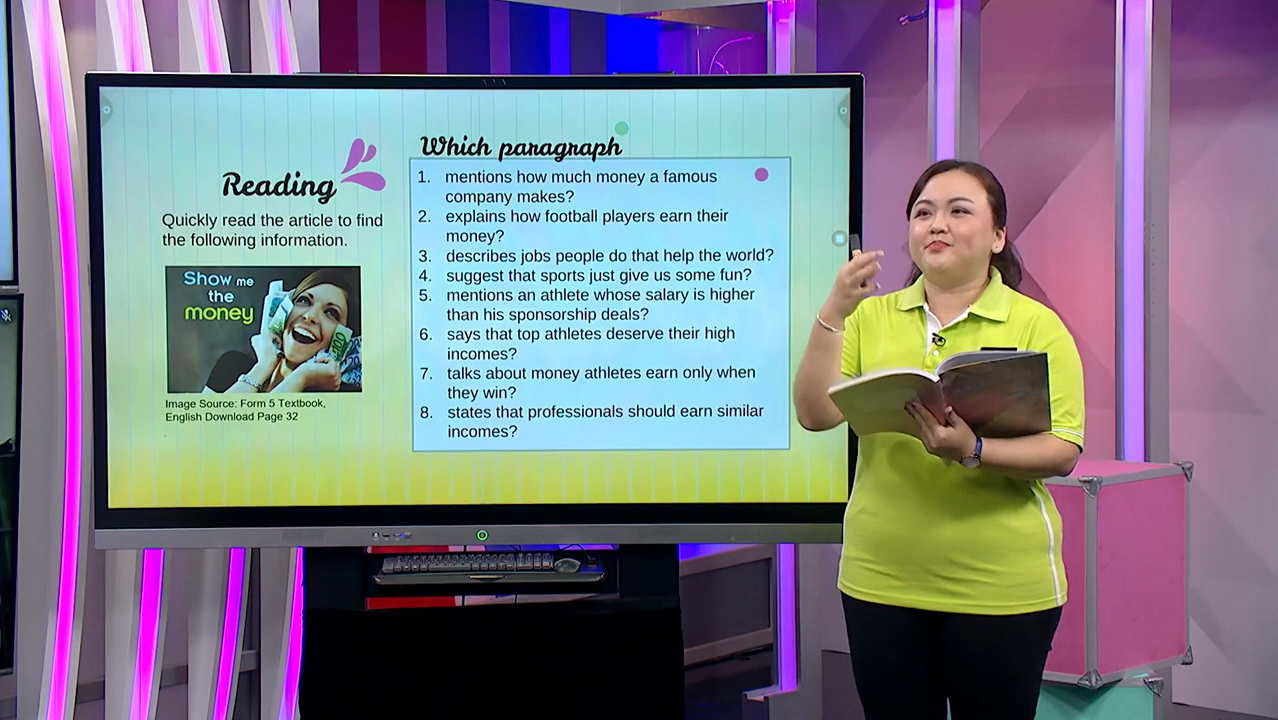 Reading
Quickly read the article to find
the following information.
Show me
the
money
Image Source: Form 5 Textbook,
English Download Page 32
Which paragraph
1. mentions how much money a famous
company makes?
2. explains how football players earn their
money?
3. describes jobs people do that help the world?
4. suggest that sports just give us some fun?
5. mentions an athlete whose salary is higher
than his sponsorship deals?
6. says that top athletes deserve their high
incomes?
7. talks about money athletes earn only when
they win?
8. states that professionals should earn similar
incomes?